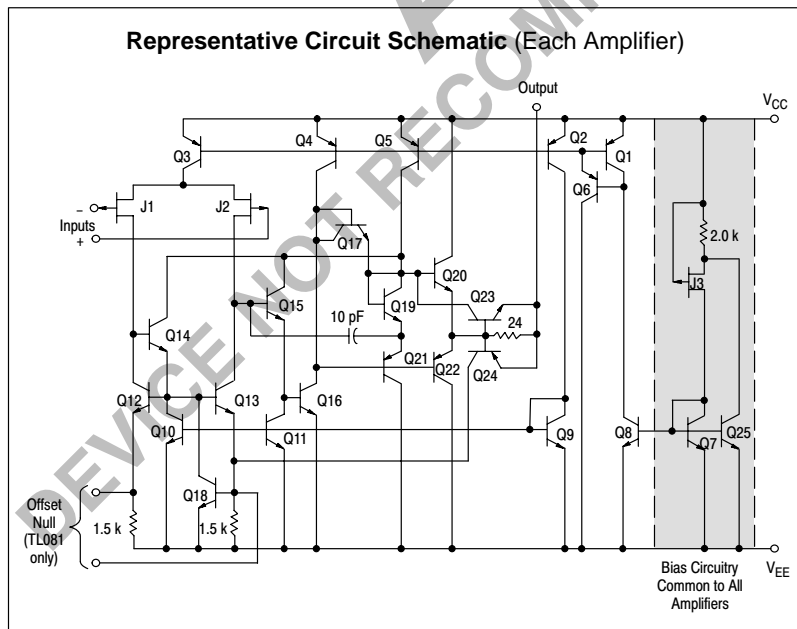 Representative Circuit Schematic (Each Amplifier)
Output
VCC
Q3
Q4
Q5
Q2
Q1
Q6
−
J1
J2
Inputs
+
Q17
Q20
2.0 k
J3
Q15
Q19
Q23
10 pF
24
Q14
Q21
Q22
Q24
Q12
Q13
Q16
Q10
Q11
Q9
Q8
Q7
Q25
Q18
Offset
Null
(TL081
only)
1.5 k
1.5 k
VEE
Bias Circuitry
Common to All
Amplifiers
DEVICE NOT RECOM